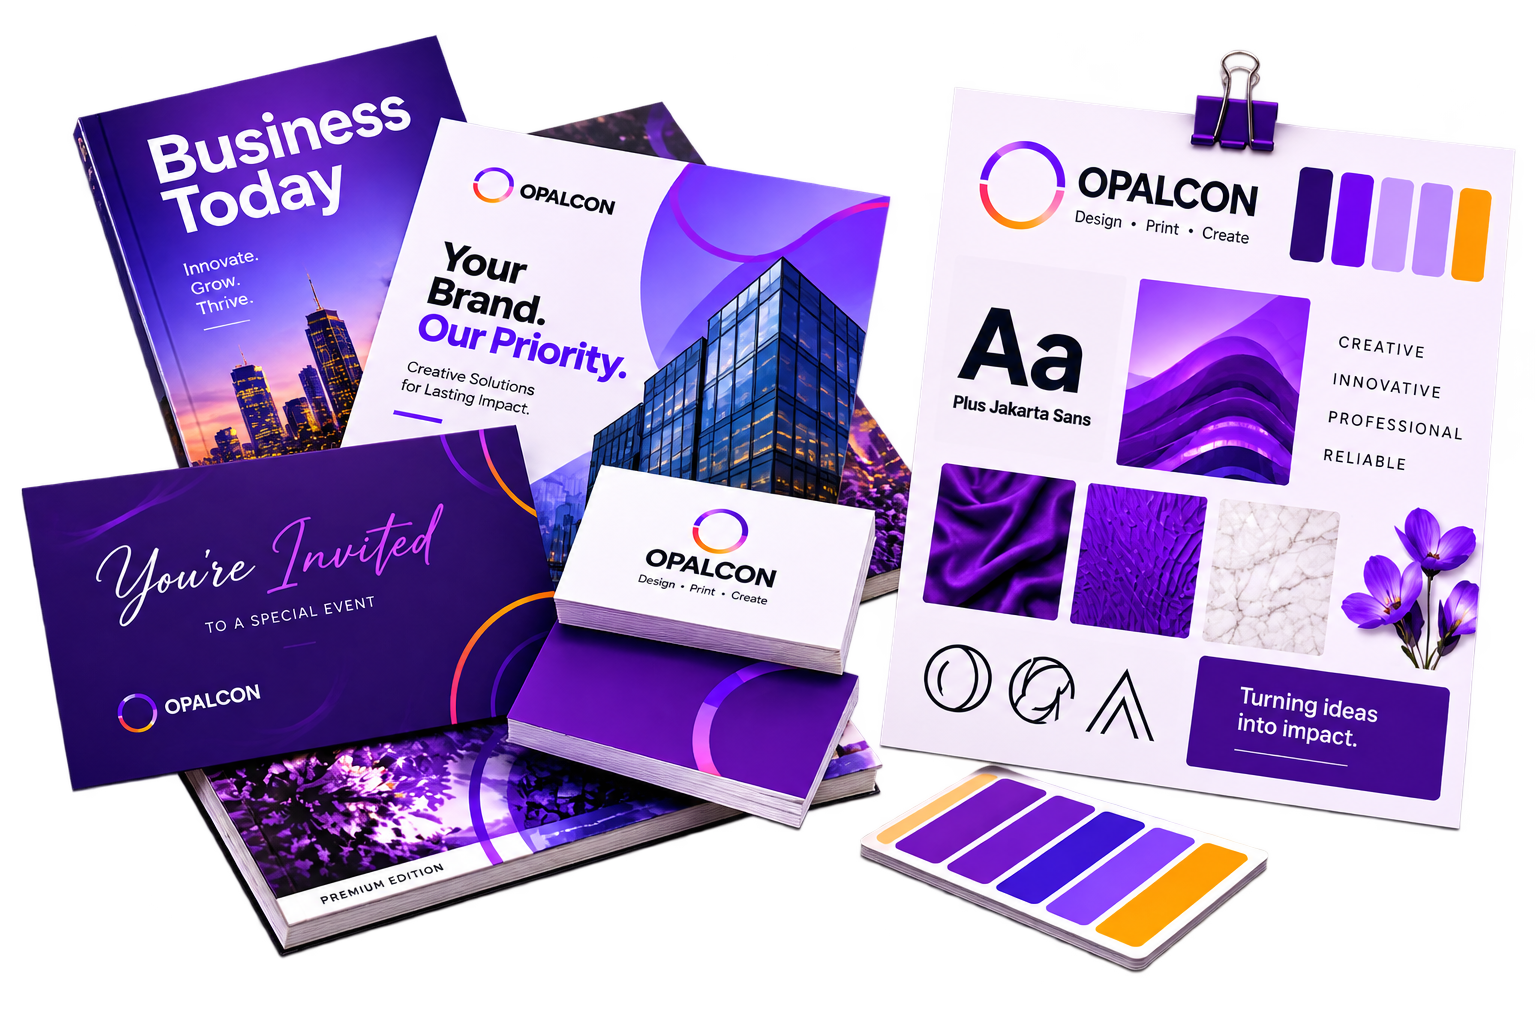 Business
Today
Innovate.
Grow.
Thrive.
OPALCON
Your
Brand.
Our Priority.
Creative Solutions
for Lasting Impact.
You're Invited
TO A SPECIAL EVENT
OPALCON
OPALCON
Design • Print • Create
PREMIUM EDITION
OPALCON
Design • Print • Create
Aa
Plus Jakarta Sans
CREATIVE
INNOVATIVE
PROFESSIONAL
RELIABLE
Turning ideas
into impact.